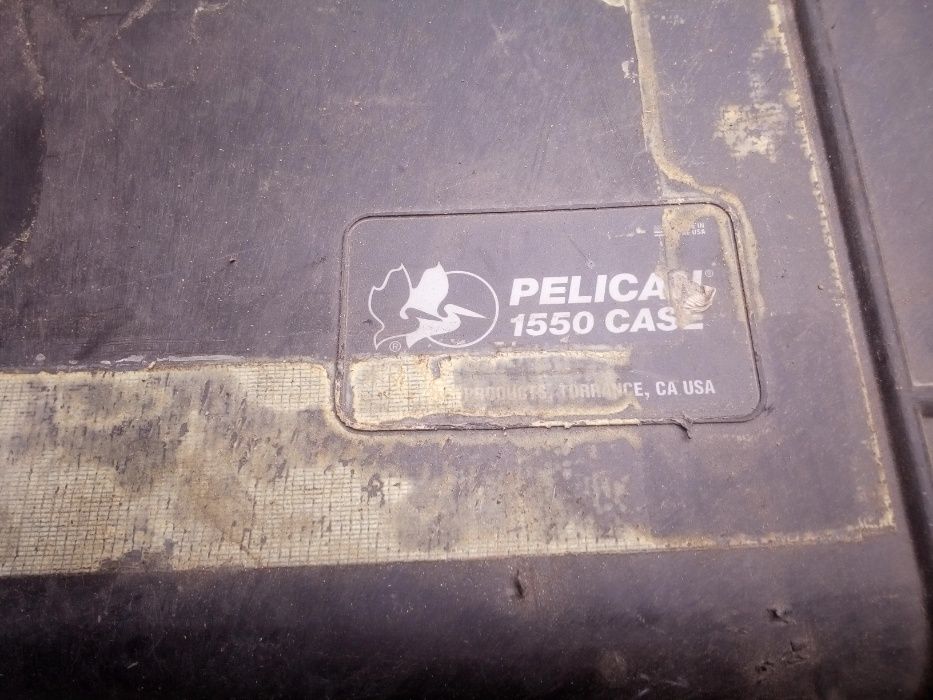 PELICAN®
1550 CASE
PRODUCTS, TORRANCE, CA USA